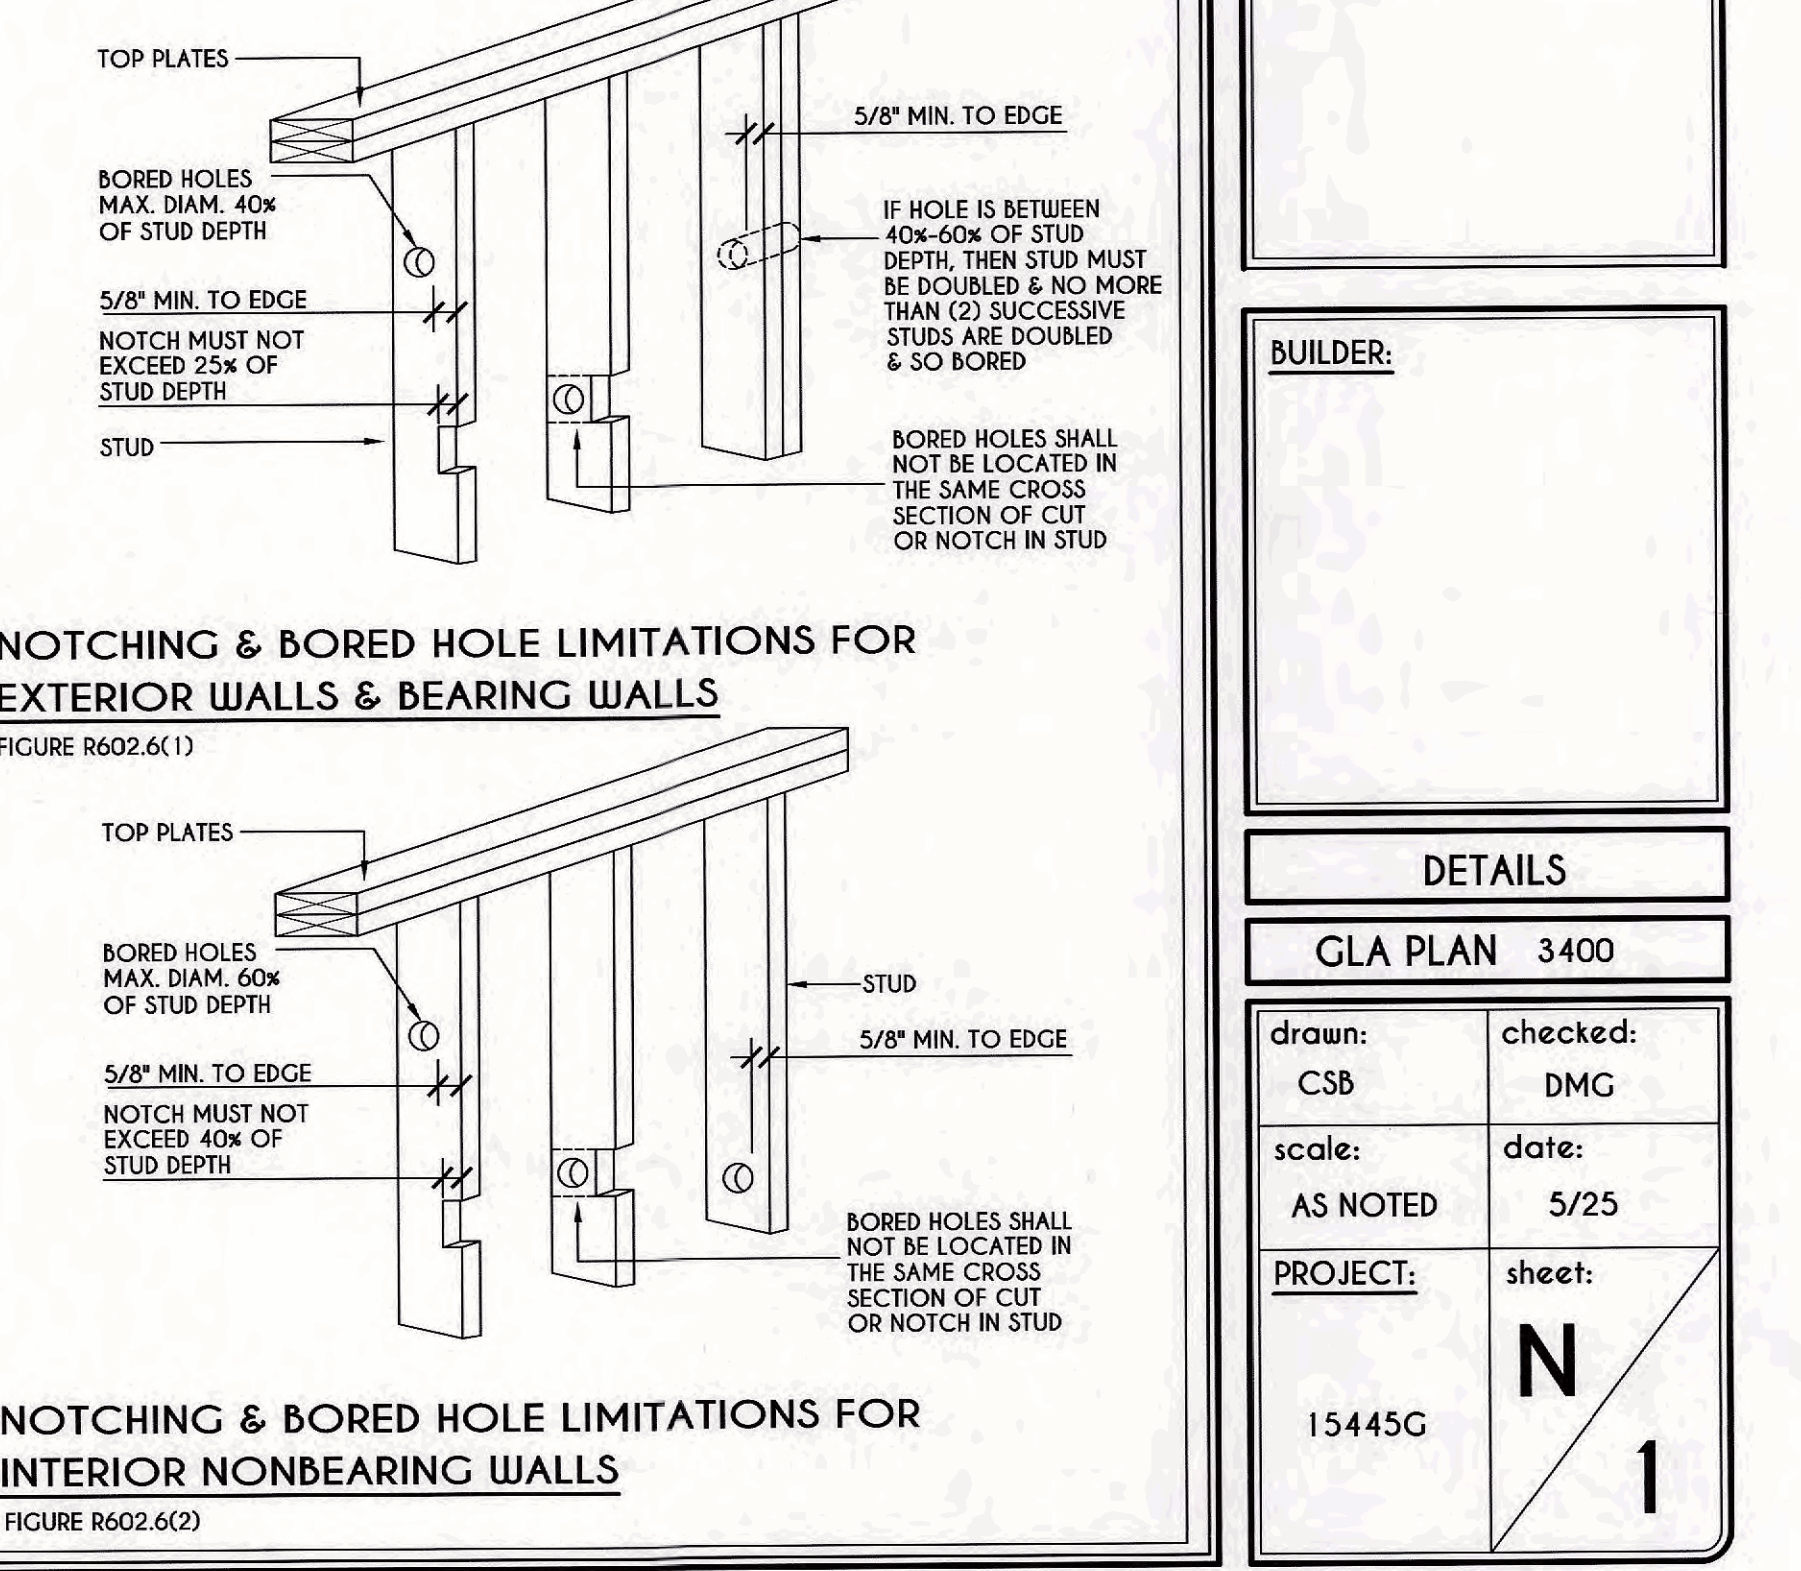 TOP PLATES
BORED HOLES
MAX. DIAM. 40%
OF STUD DEPTH
5/8" MIN. TO EDGE
NOTCH MUST NOT
EXCEED 25% OF
STUD DEPTH
STUD
5/8" MIN. TO EDGE
IF HOLE IS BETWEEN
40%-60% OF STUD
DEPTH, THEN STUD MUST
BE DOUBLED & NO MORE
THAN (2) SUCCESSIVE
STUDS ARE DOUBLED
& SO BORED
BORED HOLES SHALL
NOT BE LOCATED IN
THE SAME CROSS
SECTION OF CUT
OR NOTCH IN STUD
NOTCHING & BORED HOLE LIMITATIONS FOR
EXTERIOR WALLS & BEARING WALLS
FIGURE R602.6(1)
TOP PLATES
BORED HOLES
MAX. DIAM. 60%
OF STUD DEPTH
5/8" MIN. TO EDGE
NOTCH MUST NOT
EXCEED 40% OF
STUD DEPTH
STUD
5/8" MIN. TO EDGE
BORED HOLES SHALL
NOT BE LOCATED IN
THE SAME CROSS
SECTION OF CUT
OR NOTCH IN STUD
NOTCHING & BORED HOLE LIMITATIONS FOR
INTERIOR NONBEARING WALLS
FIGURE R602.6(2)
BUILDER:
DETAILS
GLA PLAN 3400
drawn:
CSB
checked:
DMG
scale:
AS NOTED
date:
5/25
PROJECT:
15445G
sheet:
N
1